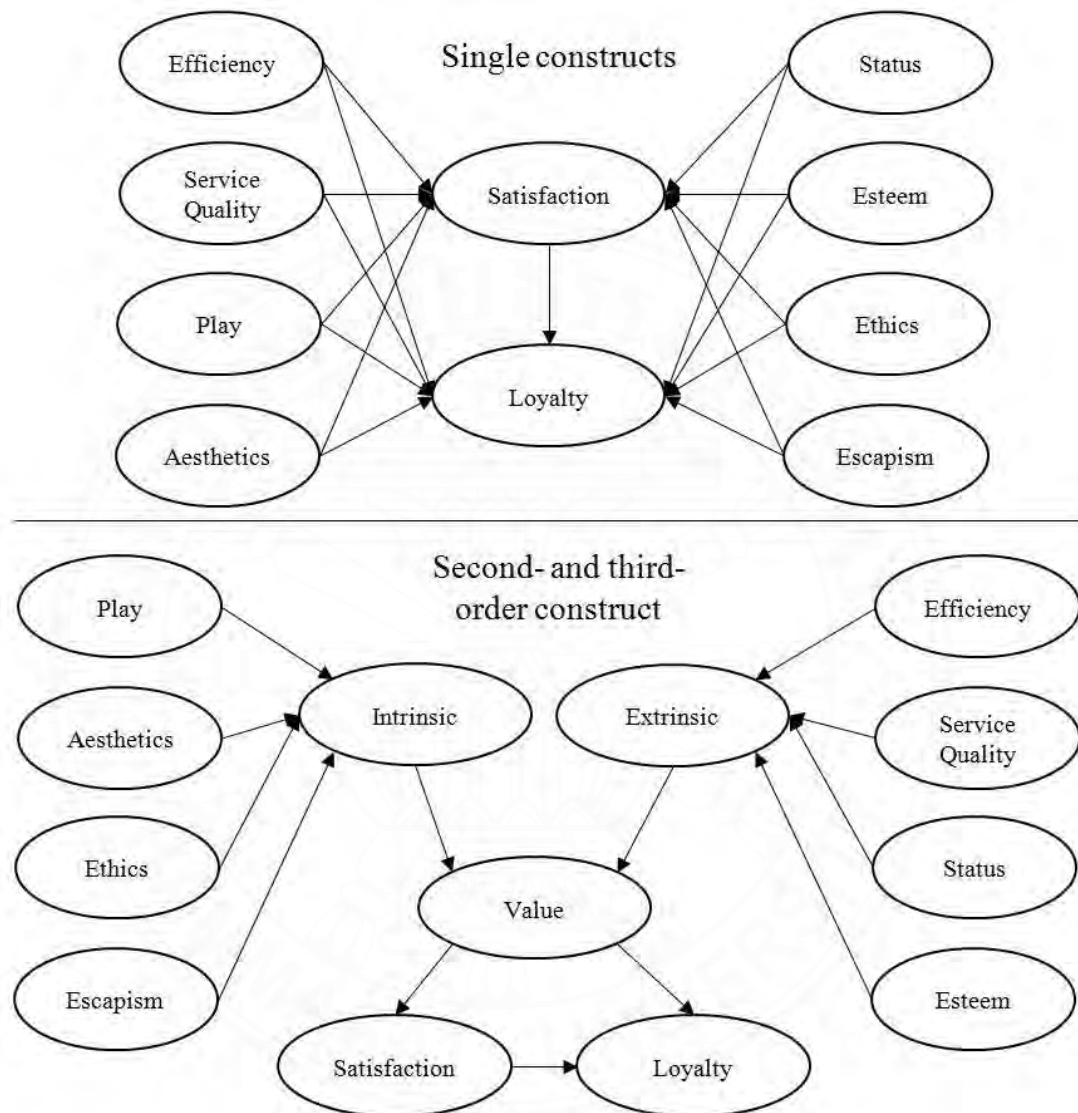 Single constructs
Efficiency
Service
Quality
Play
Aesthetics
Satisfaction
Loyalty
Status
Esteem
Ethics
Escapism
Second- and third-
order construct
Play
Aesthetics
Ethics
Escapism
Intrinsic
Extrinsic
Value
Satisfaction
Loyalty
Efficiency
Service
Quality
Status
Esteem